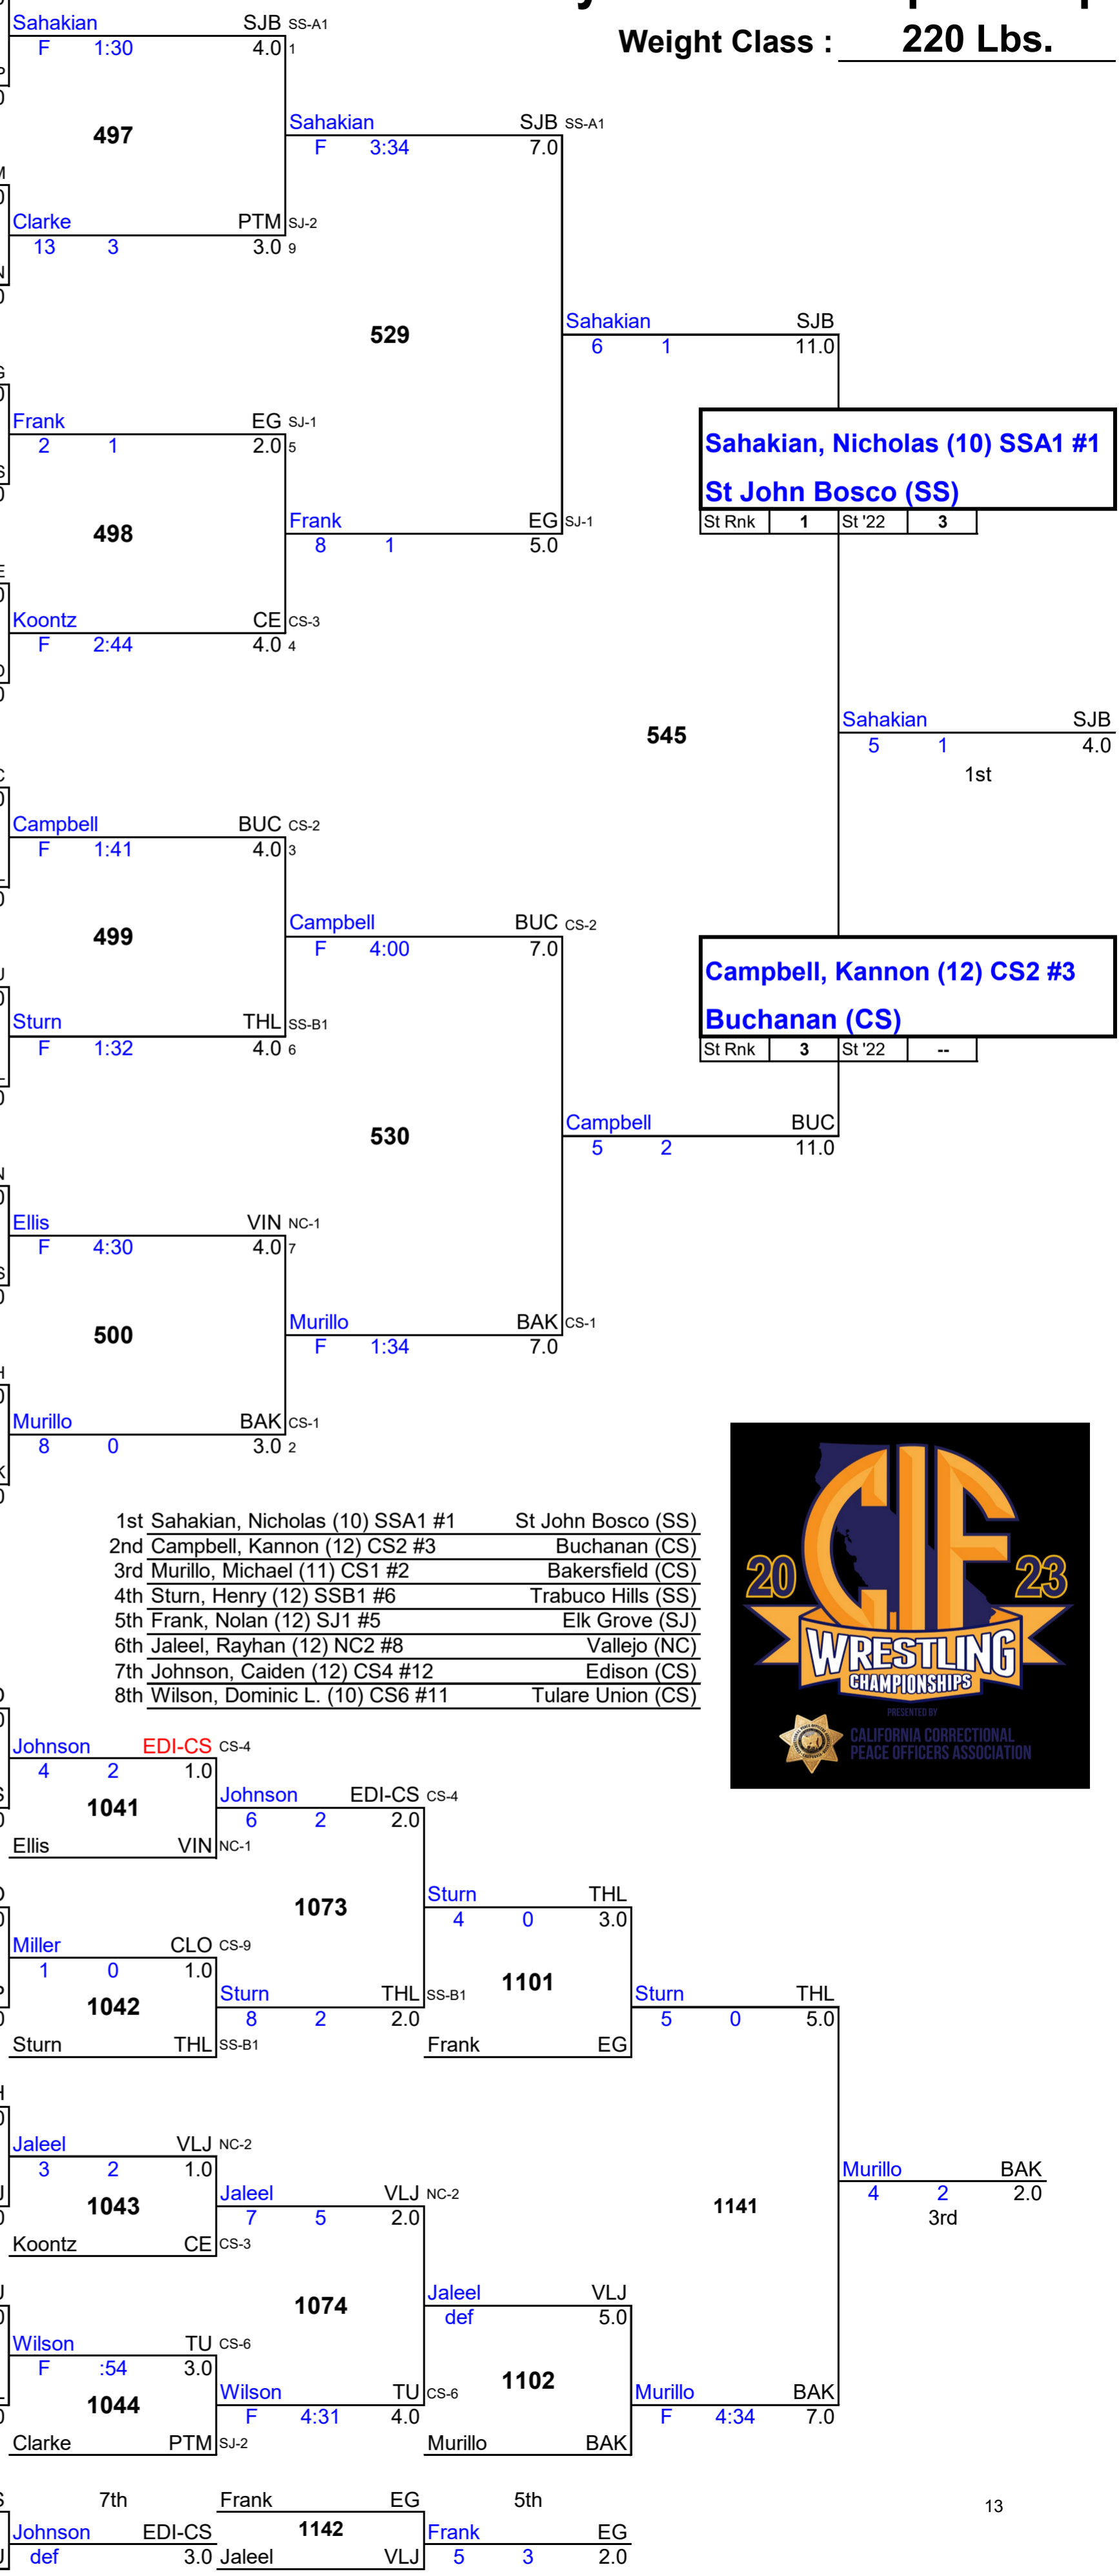 Weight Class : 220 Lbs.
Sahakian SJB SS-A1
F 1:30 4.0 1
497
Sahakian SJB SS-A1
F 3:34 7.0
Clarke PTM SJ-2
13 3 3.0 9
529
Sahakian SJB
6 1 11.0
Frank EG SJ-1
2 1 2.0 5
Sahakian, Nicholas (10) SSA1 #1
St John Bosco (SS)
St Rnk 1 St '22 3
498
Frank EG SJ-1
8 1 5.0
Koontz CE CS-3
F 2:44 4.0 4
545
Sahakian SJB
5 1 4.0
1st
Campbell BUC CS-2
F 1:41 4.0 3
499
Campbell BUC CS-2
F 4:00 7.0
Campbell, Kannon (12) CS2 #3
Buchanan (CS)
St Rnk 3 St '22 --
Sturn THL SS-B1
F 1:32 4.0 6
530
Campbell BUC
5 2 11.0
Ellis VIN NC-1
F 4:30 4.0 7
500
Murillo BAK CS-1
F 1:34 7.0
Murillo BAK CS-1
8 0 3.0 2
1st Sahakian, Nicholas (10) SSA1 #1 St John Bosco (SS)
2nd Campbell, Kannon (12) CS2 #3 Buchanan (CS)
3rd Murillo, Michael (11) CS1 #2 Bakersfield (CS)
4th Sturn, Henry (12) SSB1 #6 Trabuco Hills (SS)
5th Frank, Nolan (12) SJ1 #5 Elk Grove (SJ)
6th Jaleel, Rayhan (12) NC2 #8 Vallejo (NC)
7th Johnson, Caiden (12) CS4 #12 Edison (CS)
8th Wilson, Dominic L. (10) CS6 #11 Tulare Union (CS)
CIF
20 23
WRESTLING
CHAMPIONSHIPS
PRESENTED BY
CALIFORNIA CORRECTIONAL
PEACE OFFICERS ASSOCIATION
Johnson EDI-CS CS-4
4 2 1.0
1041
Johnson EDI-CS CS-4
6 2 2.0
Ellis VIN NC-1
1073
Sturn THL
4 0 3.0
Miller CLO CS-9
1 0 1.0
1042
Sturn THL SS-B1
8 2 2.0
1101
Sturn THL
5 0 5.0
Sturn THL SS-B1
Frank EG
Jaleel VLJ NC-2
3 2 1.0
1043
Jaleel VLJ NC-2
7 5 2.0
1141
Murillo BAK
4 2 2.0
3rd
Koontz CE CS-3
1074
Jaleel VLJ
def 5.0
Wilson TU CS-6
F :54 3.0
1044
Wilson TU CS-6
F 4:31 4.0
1102
Murillo BAK
F 4:34 7.0
Clarke PTM SJ-2
Murillo BAK
7th Frank EG 5th
13
Johnson EDI-CS 1142 Frank EG
def 3.0 Jaleel VLJ 5 3 2.0